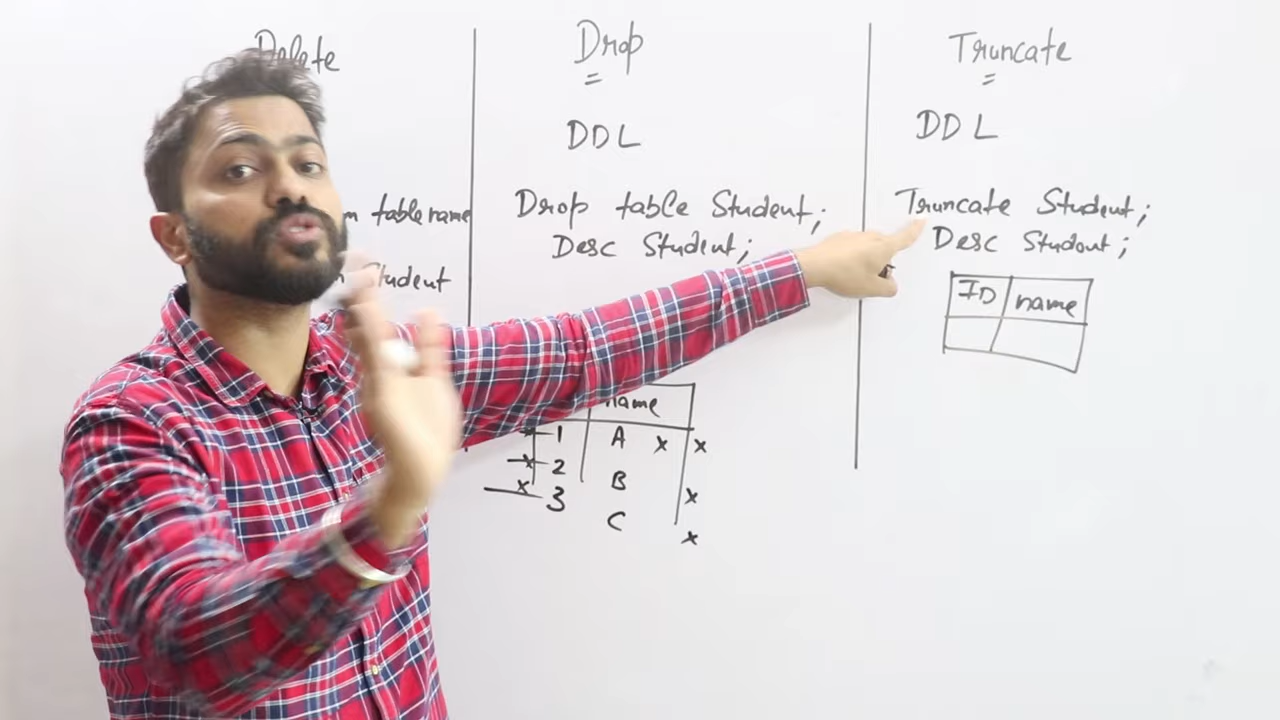 Delete
table name
Student
Drop
DDL
Drop table Student;
Desc Student;
name
1 A x x
x 2 B x
x 3 C x
Truncate
DDL
Truncate Student;
Desc Student;
ID name